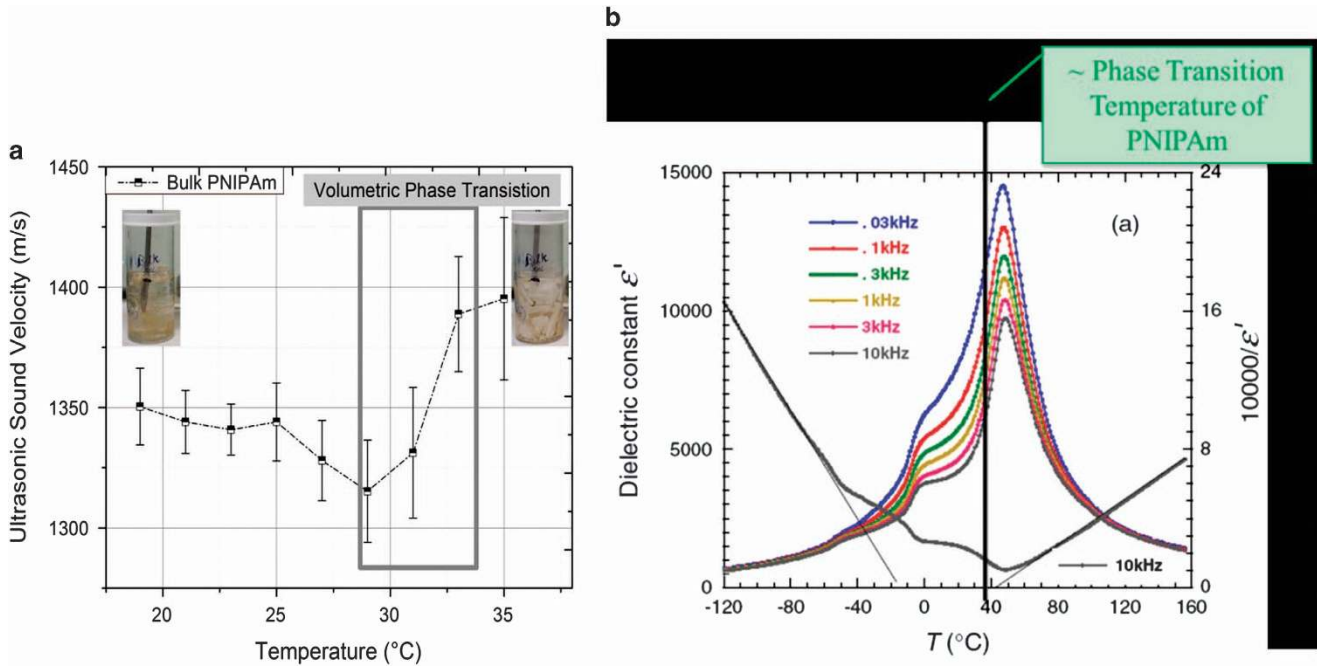 a
1450
1400
1350
1300
Ultrasonic Sound Velocity (m/s)
Bulk PNIPAm
Volumetric Phase Transistion
20
25
30
35
Temperature (°C)
b
~ Phase Transition
Temperature of
PNIPAm
15000
10000
5000
0
Dielectric constant ε'
(a)
.03kHz
.1kHz
.3kHz
1kHz
3kHz
10kHz
10kHz
24
16
8
0
10000/ε'
-120
-80
-40
0
40
80
120
160
T (°C)